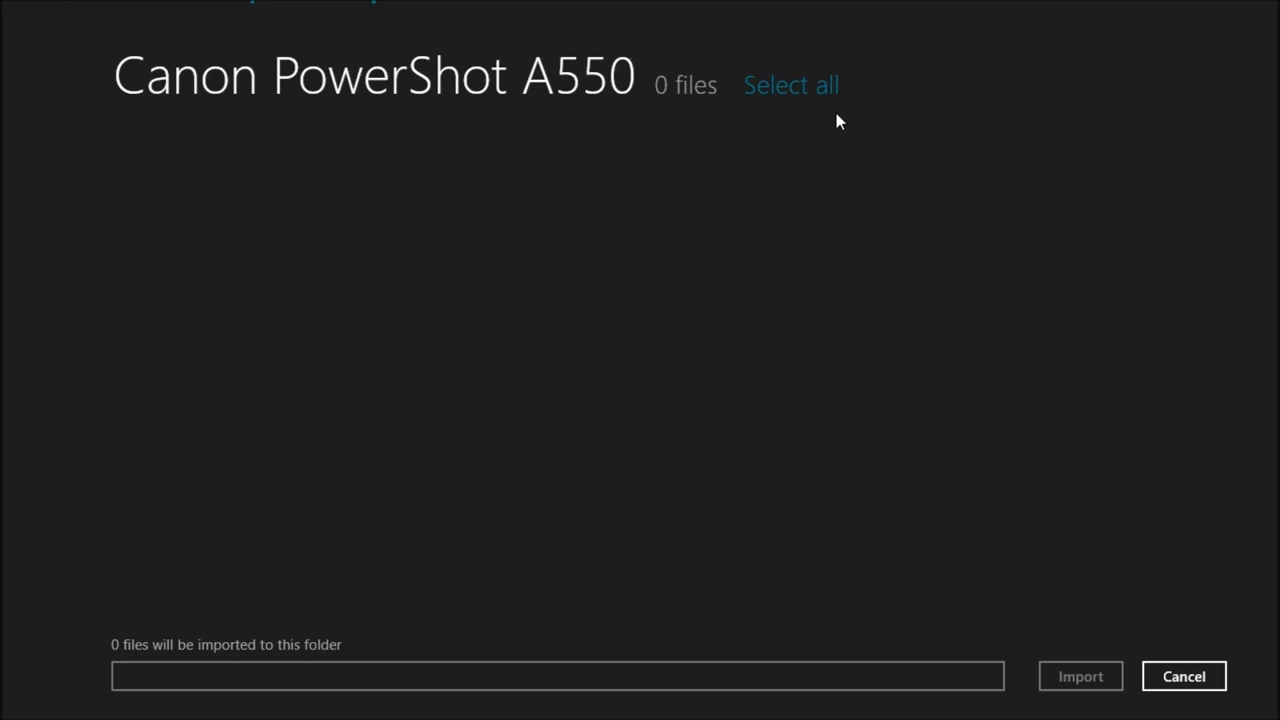 Canon PowerShot A550 0 files Select all
0 files will be imported to this folder
Import Cancel